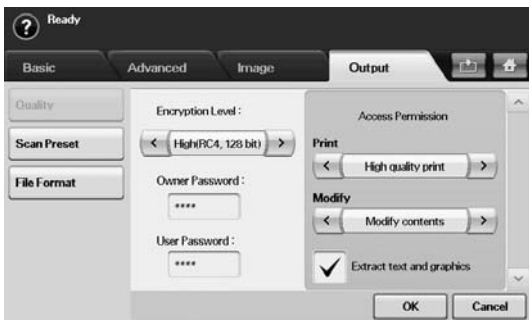 ? Ready
Basic
Advanced
Image
Output
Quality
Scan Preset
File Format
Encryption Level :
< High(RC4, 128 bit) >
Owner Password :
****
User Password :
****
Access Permission
Print
< High quality print >
Modify
< Modify contents >
Extract text and graphics
OK
Cancel